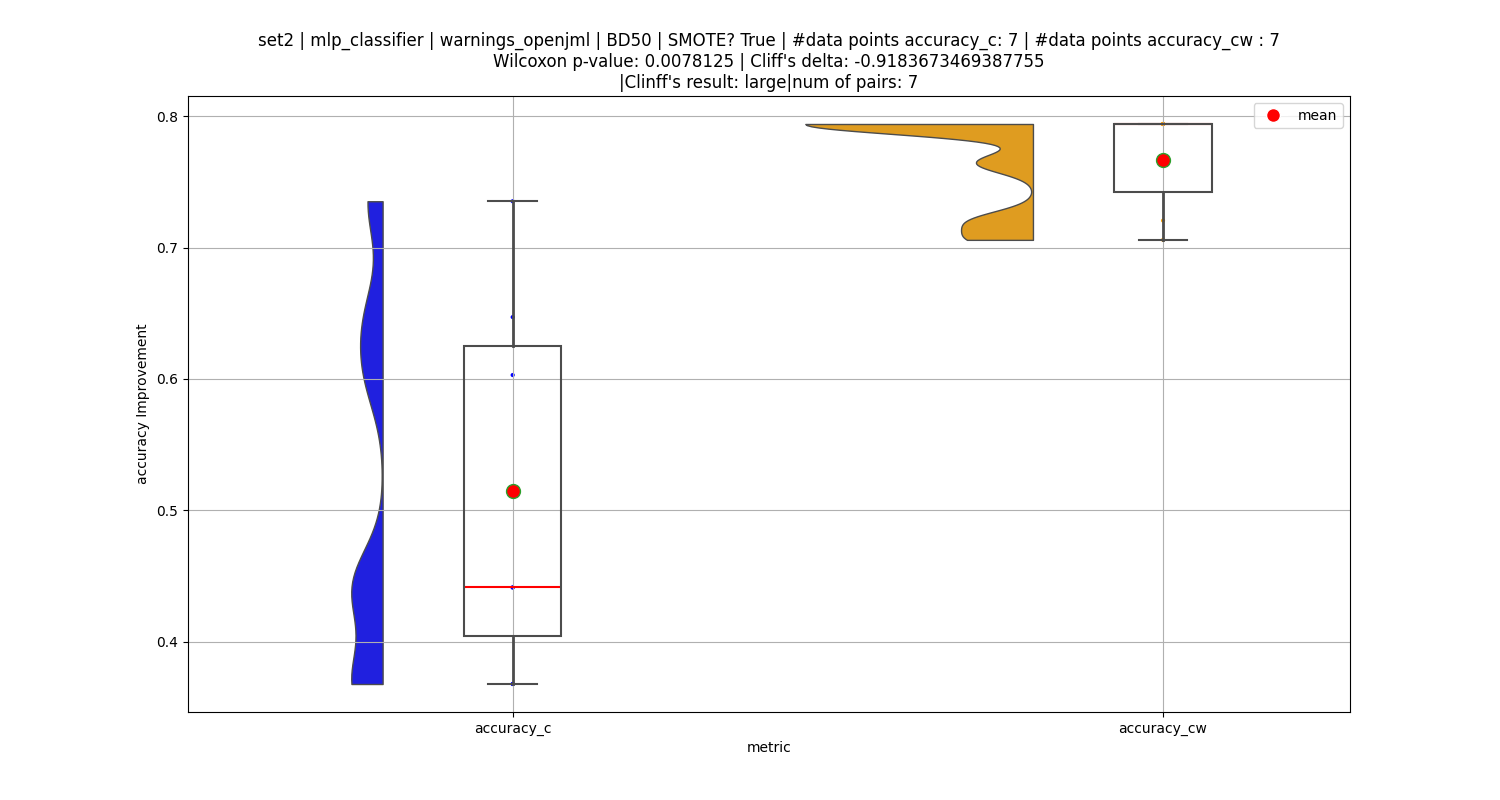 set2 | mlp_classifier | warnings_openjml | BD50 | SMOTE? True | #data points accuracy_c: 7 | #data points accuracy_cw : 7
Wilcoxon p-value: 0.0078125 | Cliff's delta: -0.9183673469387755
|Clinff's result: large|num of pairs: 7
mean
0.8
0.7
0.6
0.5
0.4
accuracy Improvement
accuracy_c
accuracy_cw
metric